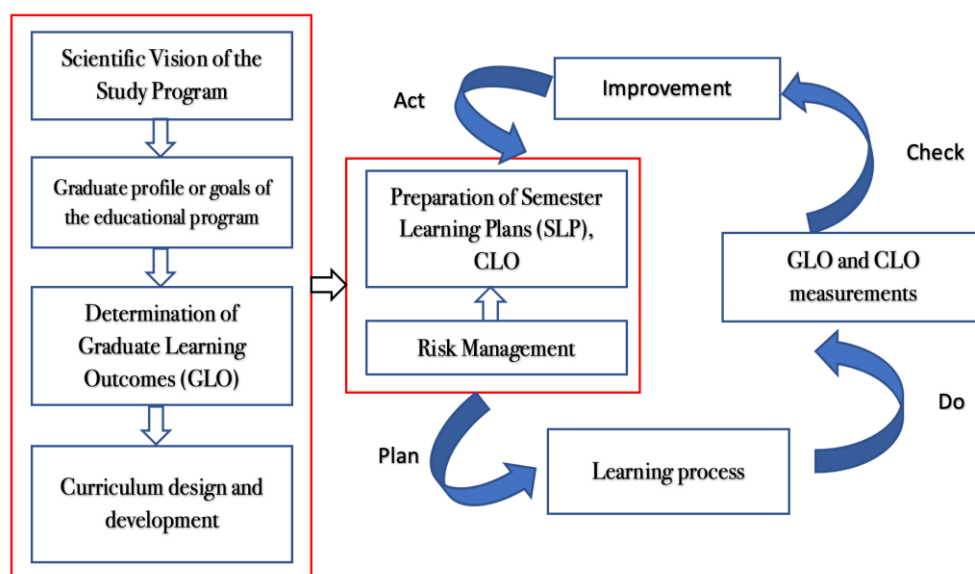 Scientific Vision of the
Study Program
Graduate profile or goals of
the educational program
Determination of
Graduate Learning
Outcomes (GLO)
Curriculum design and
development
Act
Improvement
Check
Preparation of Semester
Learning Plans (SLP),
CLO
Risk Management
GLO and CLO
measurements
Plan
Learning process
Do